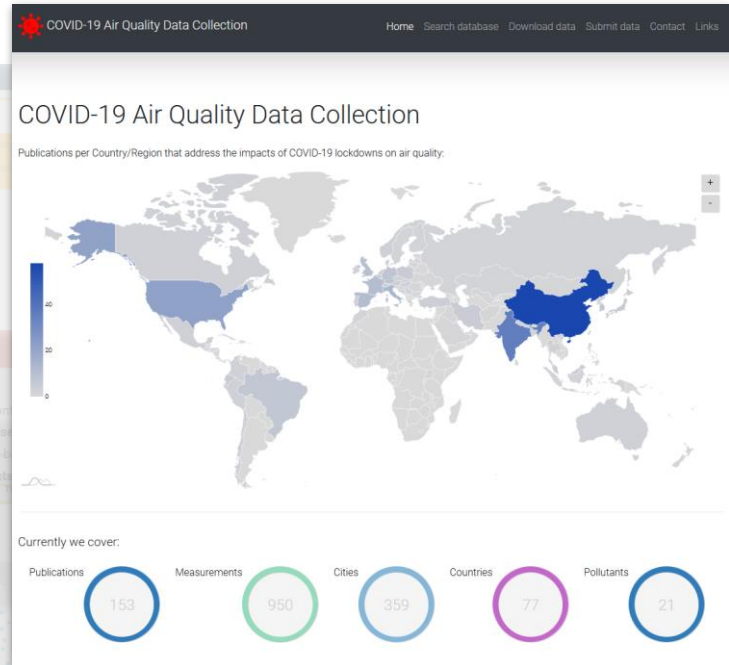 COVID-19 Air Quality Data Collection
Home Search database Download data Submit data Contact Links
COVID-19 Air Quality Data Collection
Publications per Country/Region that address the impacts of COVID-19 lockdowns on air quality:
+
-
40
20
0
Currently we cover:
Publications Measurements Cities Countries Pollutants
153 950 359 77 21